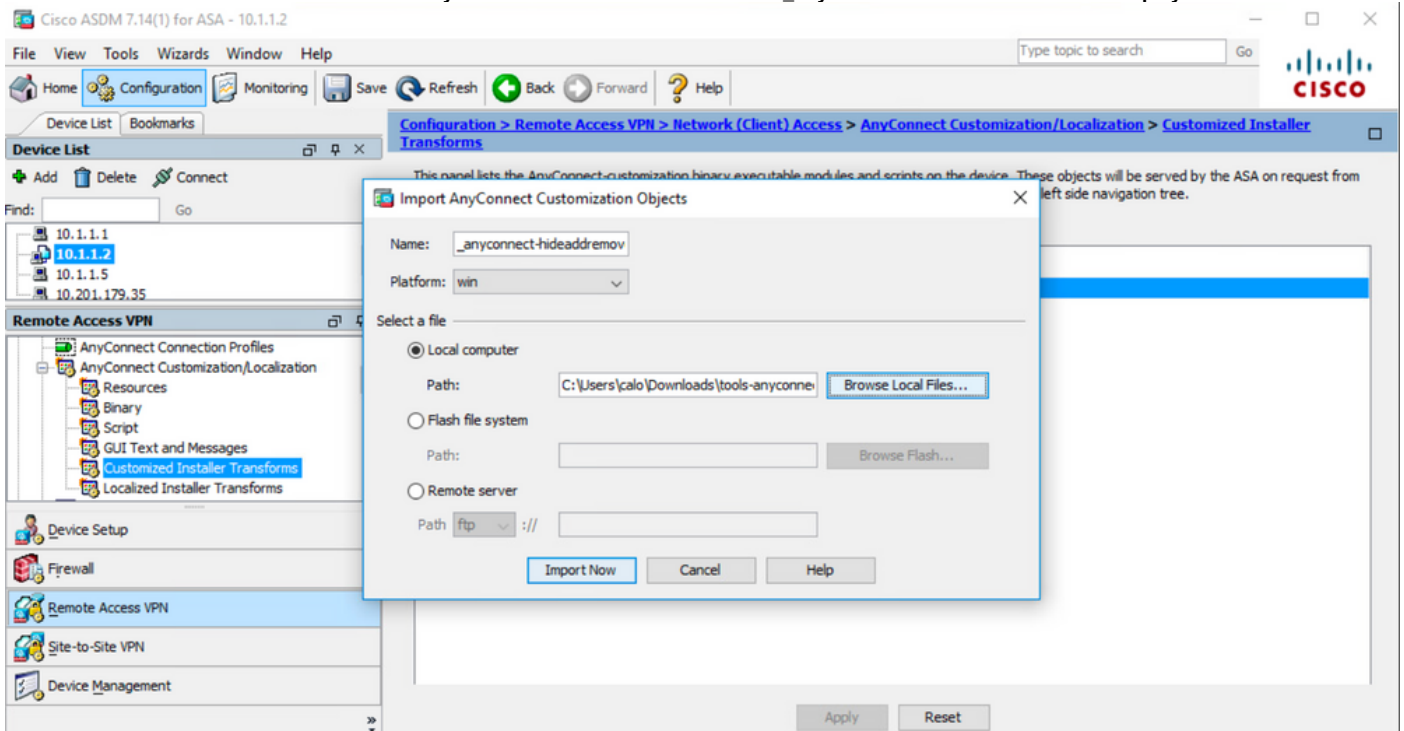 Cisco ASDM 7.14(1) for ASA - 10.1.1.2
File View Tools Wizards Window Help
Type topic to search Go
Home Configuration Monitoring Save Refresh Back Forward Help
CISCO
Device List Bookmarks
Configuration > Remote Access VPN > Network (Client) Access > AnyConnect Customization/Localization > Customized Installer
Transforms
Device List
Add Delete Connect
This panel lists the AnyConnect-customization binary executable modules and scripts on the device. These objects will be served by the ASA on request from
left side navigation tree.
Find: Go
10.1.1.1
10.1.1.2
10.1.1.5
10.201.179.35
Import AnyConnect Customization Objects
Name: _anyconnect-hideaddremov
Platform: win
Select a file
Local computer
Path: C:\Users\calo\Downloads\tools-anyconne Browse Local Files...
Flash file system
Path: Browse Flash...
Remote server
Path ftp ://
Import Now Cancel Help
Remote Access VPN
AnyConnect Connection Profiles
AnyConnect Customization/Localization
Resources
Binary
Script
GUI Text and Messages
Customized Installer Transforms
Localized Installer Transforms
Device Setup
Firewall
Remote Access VPN
Site-to-Site VPN
Device Management
»
Apply Reset